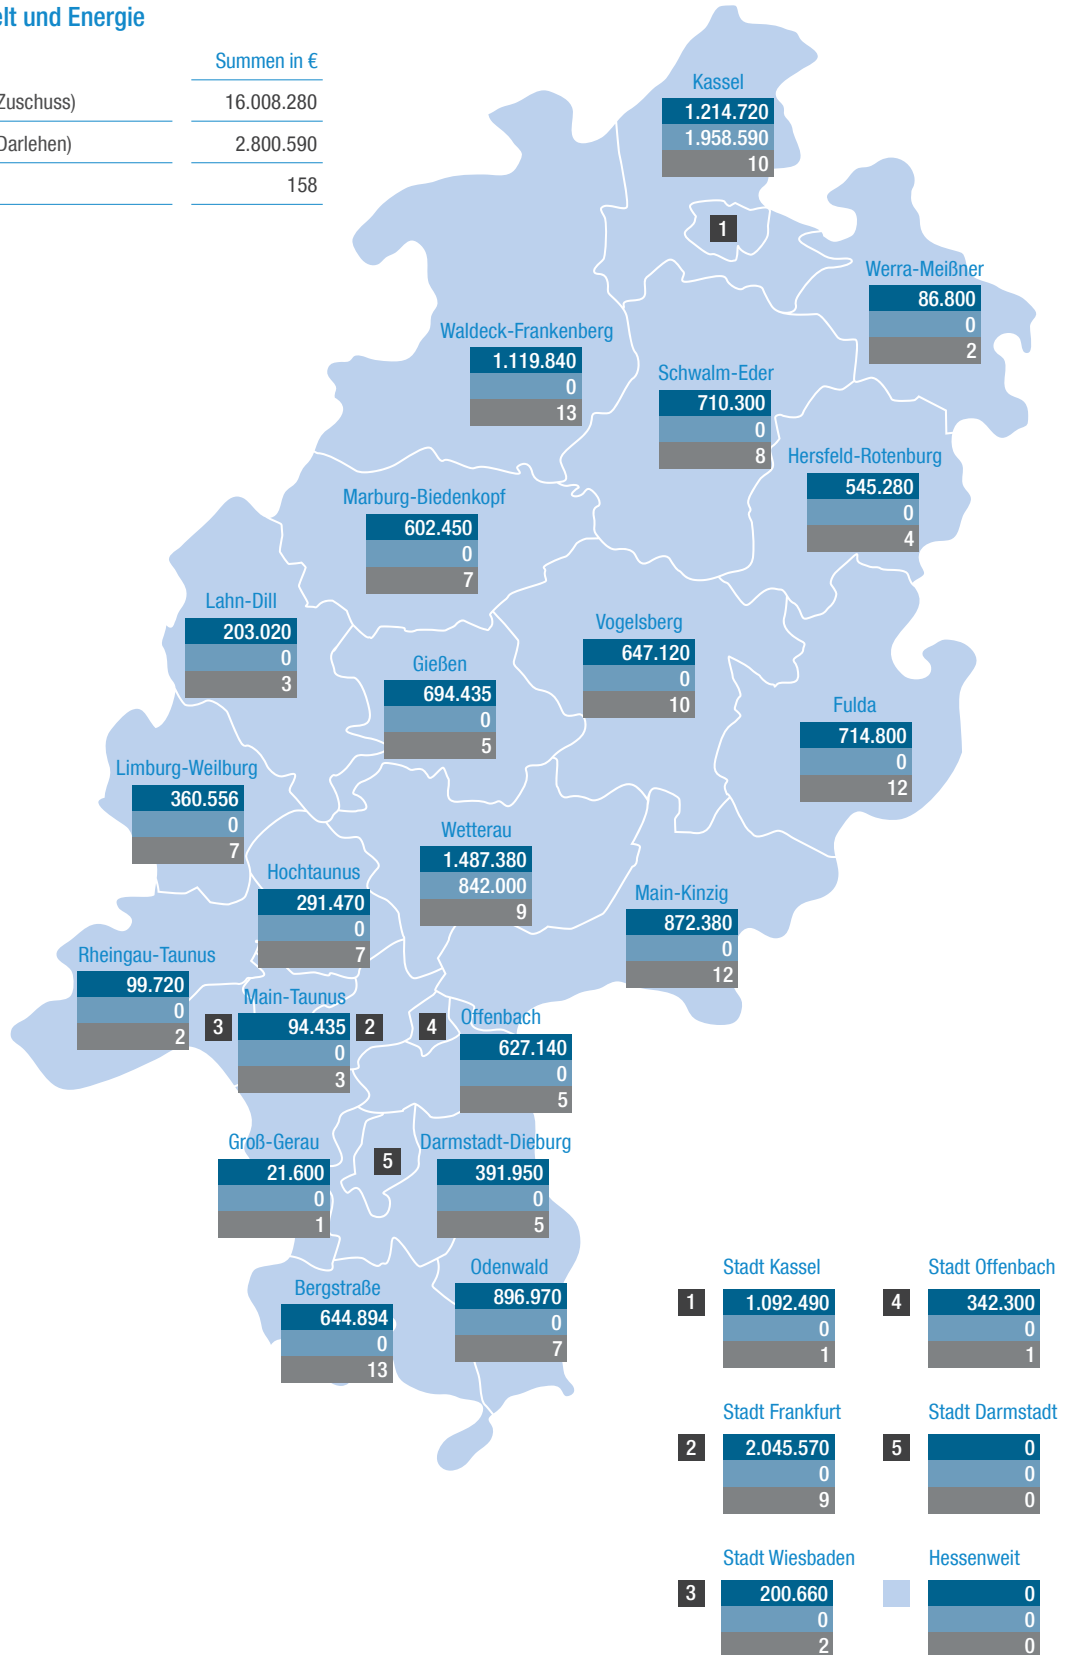 elt und Energie
Summen in €
Zuschuss) 16.008.280
Darlehen) 2.800.590
158
Kassel
1.214.720
1.958.590
10
1
Werra-Meißner
86.800
0
2
Waldeck-Frankenberg
1.119.840
0
13
Schwalm-Eder
710.300
0
8
Hersfeld-Rotenburg
545.280
0
4
Marburg-Biedenkopf
602.450
0
7
Lahn-Dill
203.020
0
3
Vogelsberg
647.120
0
10
Gießen
694.435
0
5
Fulda
714.800
0
12
Limburg-Weilburg
360.556
0
7
Wetterau
1.487.380
842.000
9
Hochtaunus
291.470
0
7
Main-Kinzig
872.380
0
12
Rheingau-Taunus
99.720
0
2
3
Main-Taunus
94.435
0
3
2
4
Offenbach
627.140
0
5
Groß-Gerau
21.600
0
1
5
Darmstadt-Dieburg
391.950
0
5
Odenwald
896.970
0
7
Bergstraße
644.894
0
13
Stadt Kassel
1 1.092.490
0
1
Stadt Offenbach
4 342.300
0
1
Stadt Frankfurt
2 2.045.570
0
9
Stadt Darmstadt
5 0
0
0
Stadt Wiesbaden
3 200.660
0
2
Hessenweit
0
0
0